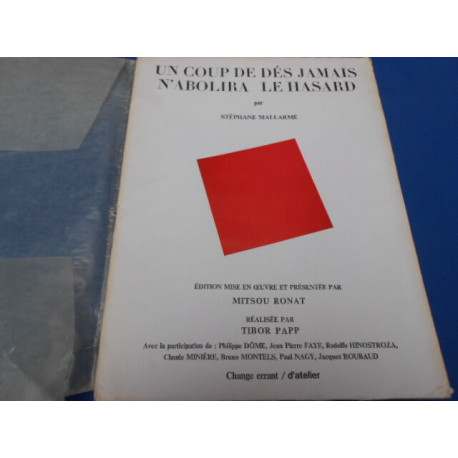 UN COUP DE DÉS JAMAIS
N'ABOLIRA LE HASARD
par
STÉPHANE MALLARMÉ
ÉDITION MISE EN ŒUVRE ET PRÉSENTÉE PAR
MITSOU RONAT
RÉALISÉE PAR
TIBOR PAPP
Avec la participation de : Philippe DÔME, Jean Pierre FAYE, Rodolfo HINOSTROZA,
Claude MINIÈRE, Bruno MONTELS, Paul NAGY, Jacques ROUBAUD
Change errant / d'atelier